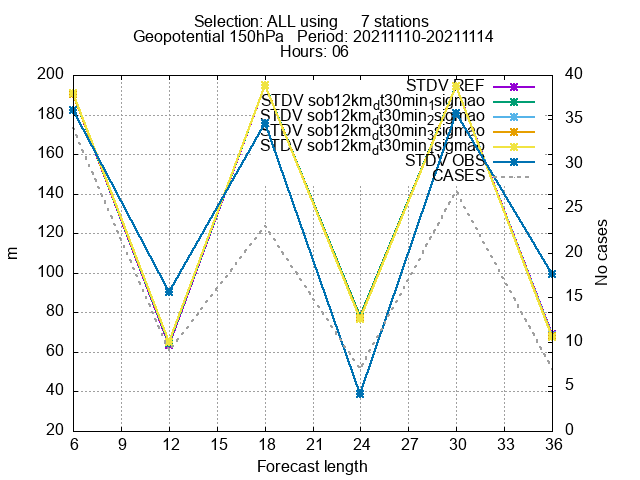 Selection: ALL using 7 stations
Geopotential 150hPa Period: 20211110-20211114
Hours: 06
200
180
160
140
120
100
80
60
40
20
m
40
35
30
25
20
15
10
5
0
No cases
STDV REF
STDV sob12km_dt30min_1sigmao
STDV sob12km_dt30min_2sigmao
STDV sob12km_dt30min_3sigmao
STDV sob12km_dt30min_4sigmao
STDV OBS
CASES
6 9 12 15 18 21 24 27 30 33 36
Forecast length